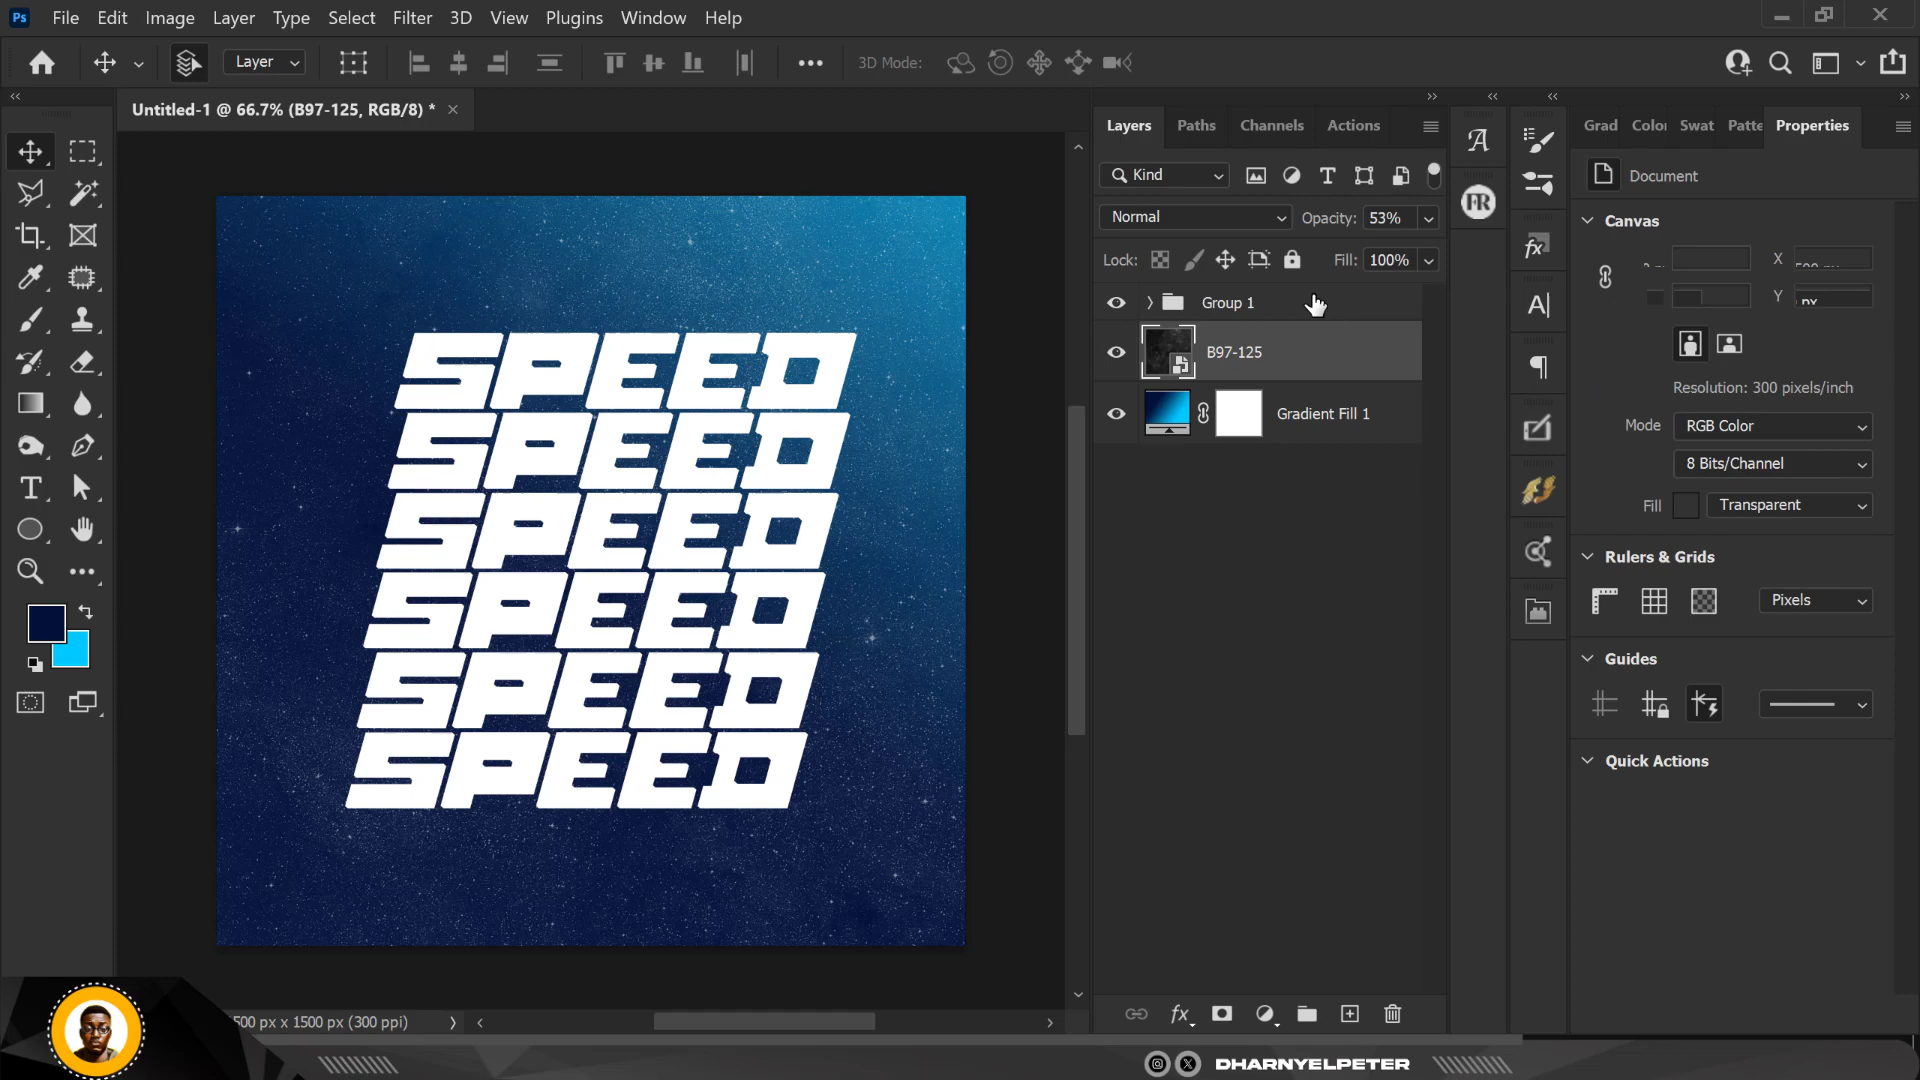 Ps File Edit Image Layer Type Select Filter 3D View Plugins Window Help
Layer 3D Mode:
Untitled-1 @ 66.7% (B97-125, RGB/8) *
Layers Paths Channels Actions
Grad Color Swat Patte Properties
Kind
Document
Normal Opacity: 53%
Canvas
Lock: Fill: 100%
X
Y
Group 1
B97-125
Gradient Fill 1
Resolution: 300 pixels/inch
Mode RGB Color
8 Bits/Channel
Fill Transparent
Rulers & Grids
Pixels
Guides
Quick Actions
SPEED
SPEED
SPEED
SPEED
SPEED
SPEED
500 px x 1500 px (300 ppi)
DHARNYELPETER